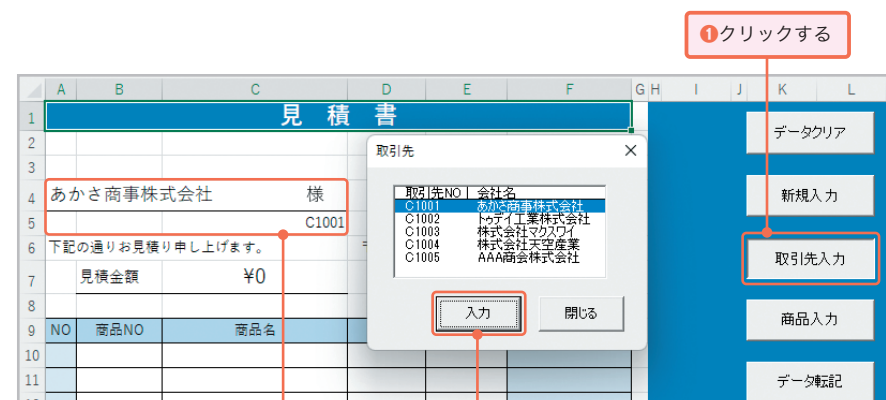 ❶クリックする
A B C D E F G H I J K L
1 見 積 書
2
3
4 あかさ商事株式会社 様
5 C1001
6 下記の通りお見積り申し上げます。
7 見積金額 ¥0
8
9 NO 商品NO 商品名
10
11
取引先
取引先NO 会社名
C1001 あかさ商事株式会社
C1002 トゥデイ工業株式会社
C1003 株式会社マクスワイ
C1004 株式会社天空産業
C1005 AAA商会株式会社
入力 閉じる
データクリア
新規入力
取引先入力
商品入力
データ転記